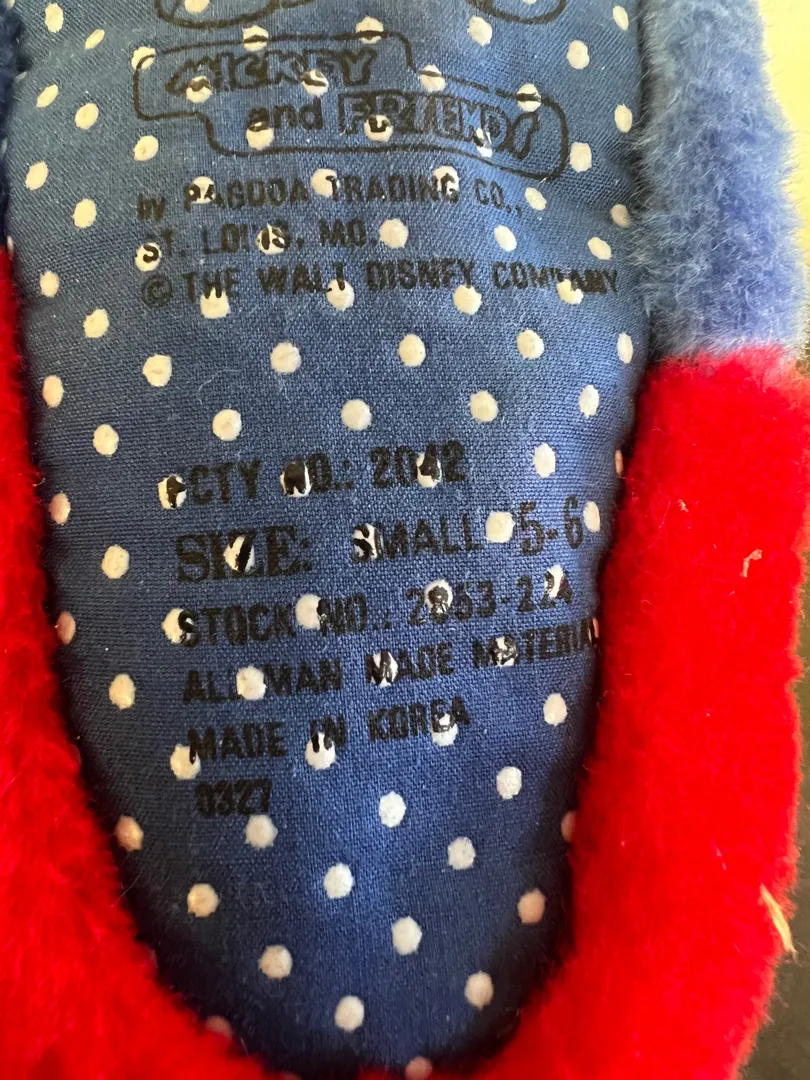 MICKEY
and FRIENDS
by PAGODA TRADING CO.,
ST. LOUIS, MO.
© THE WALT DISNEY COMPANY
FCTY NO.: 2042
SIZE: SMALL 5-6
STOCK NO.: 2853-224
ALL MAN MADE MATERIAL
MADE IN KOREA
0327